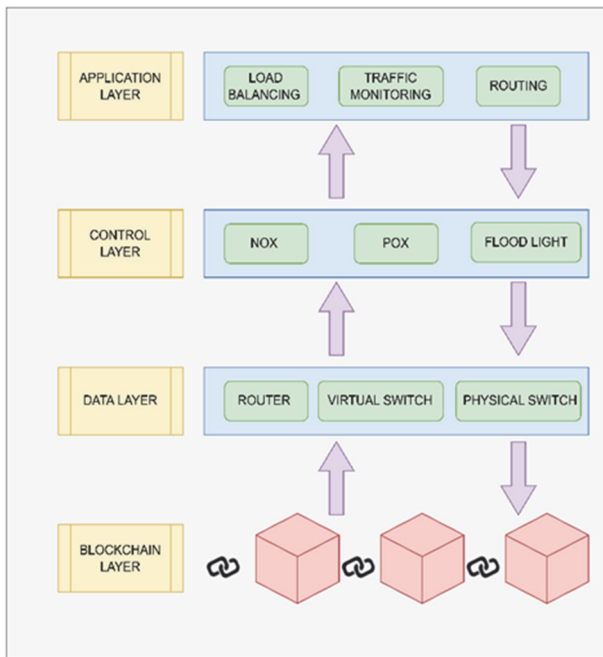 APPLICATION
LAYER
LOAD
BALANCING
TRAFFIC
MONITORING
ROUTING
CONTROL
LAYER
NOX
POX
FLOOD LIGHT
DATA LAYER
ROUTER
VIRTUAL SWITCH
PHYSICAL SWITCH
BLOCKCHAIN
LAYER